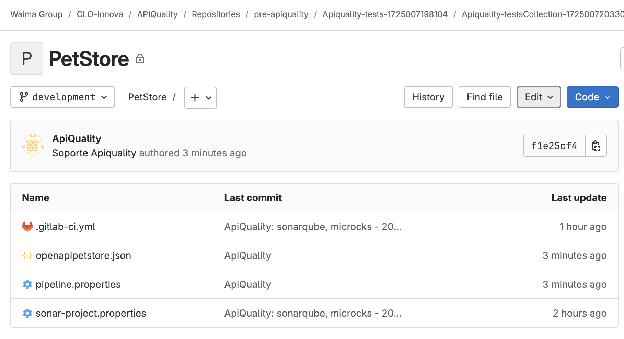 Waima Group / CLO-Innova / APIQuality / Repositories / pre-apiquality / Apiquality-tests-1725007198104 / Apiquality-testsCollection-172500720330
P PetStore
development PetStore / + History Find file Edit Code
ApiQuality
Soporte Apiquality authored 3 minutes ago
f1e25cf4
Name Last commit Last update
.gitlab-ci.yml ApiQuality: sonarqube, microcks - 20... 1 hour ago
openapipetstore.json ApiQuality 3 minutes ago
pipeline.properties ApiQuality 3 minutes ago
sonar-project.properties ApiQuality: sonarqube, microcks - 20... 2 hours ago